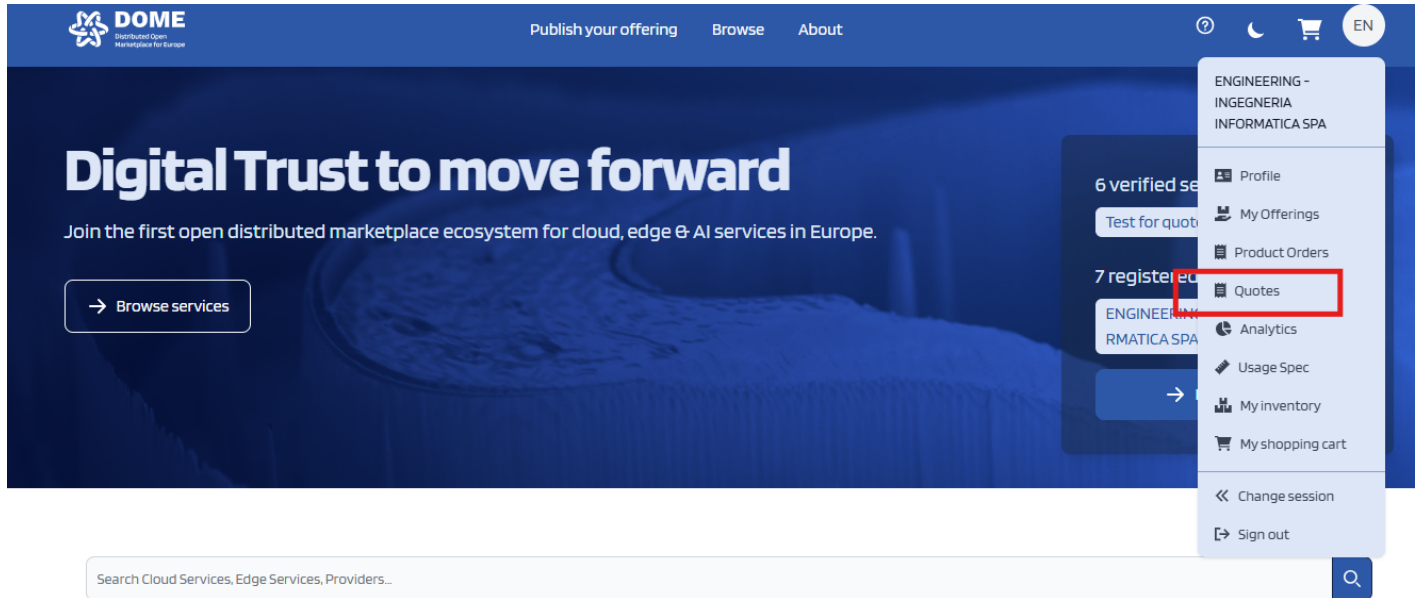 DOME
Distributed Open
Marketplace for Europe
Publish your offering
Browse
About
EN
ENGINEERING -
INGEGNERIA
INFORMATICA SPA
Digital Trust to move forward
Join the first open distributed marketplace ecosystem for cloud, edge & AI services in Europe.
Browse services
6 verified se
Test for quot
7 registered
ENGINEERING
RMATICA SPA
Profile
My Offerings
Product Orders
Quotes
Analytics
Usage Spec
My inventory
My shopping cart
Change session
Sign out
Search Cloud Services, Edge Services, Providers...